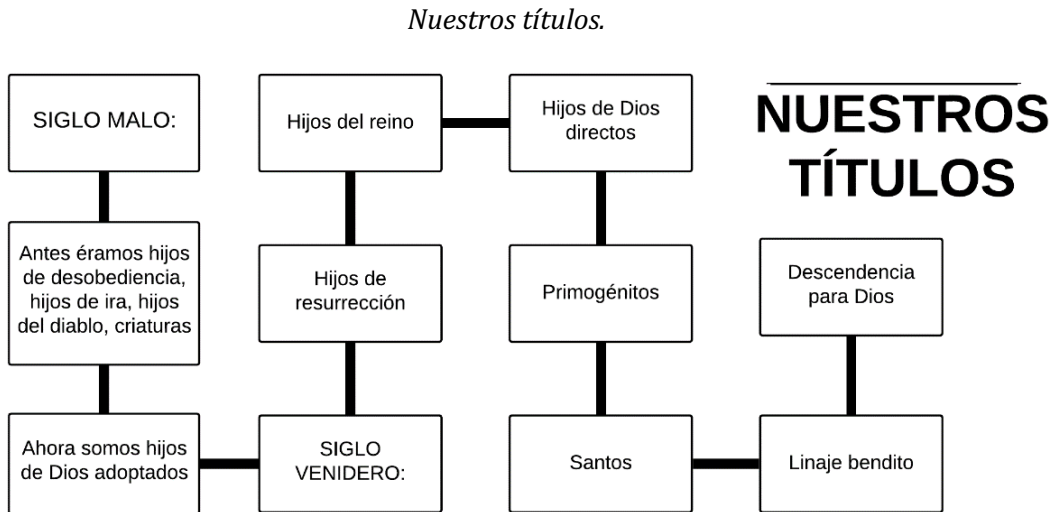 Nuestros títulos.
SIGLO MALO:
Antes éramos hijos
de desobediencia,
hijos de ira, hijos
del diablo, criaturas
Ahora somos hijos
de Dios adoptados
SIGLO
VENIDERO:
Hijos de
resurrección
Hijos del reino
Hijos de Dios
directos
Primogénitos
Santos
Linaje bendito
Descendencia
para Dios
NUESTROS
TÍTULOS